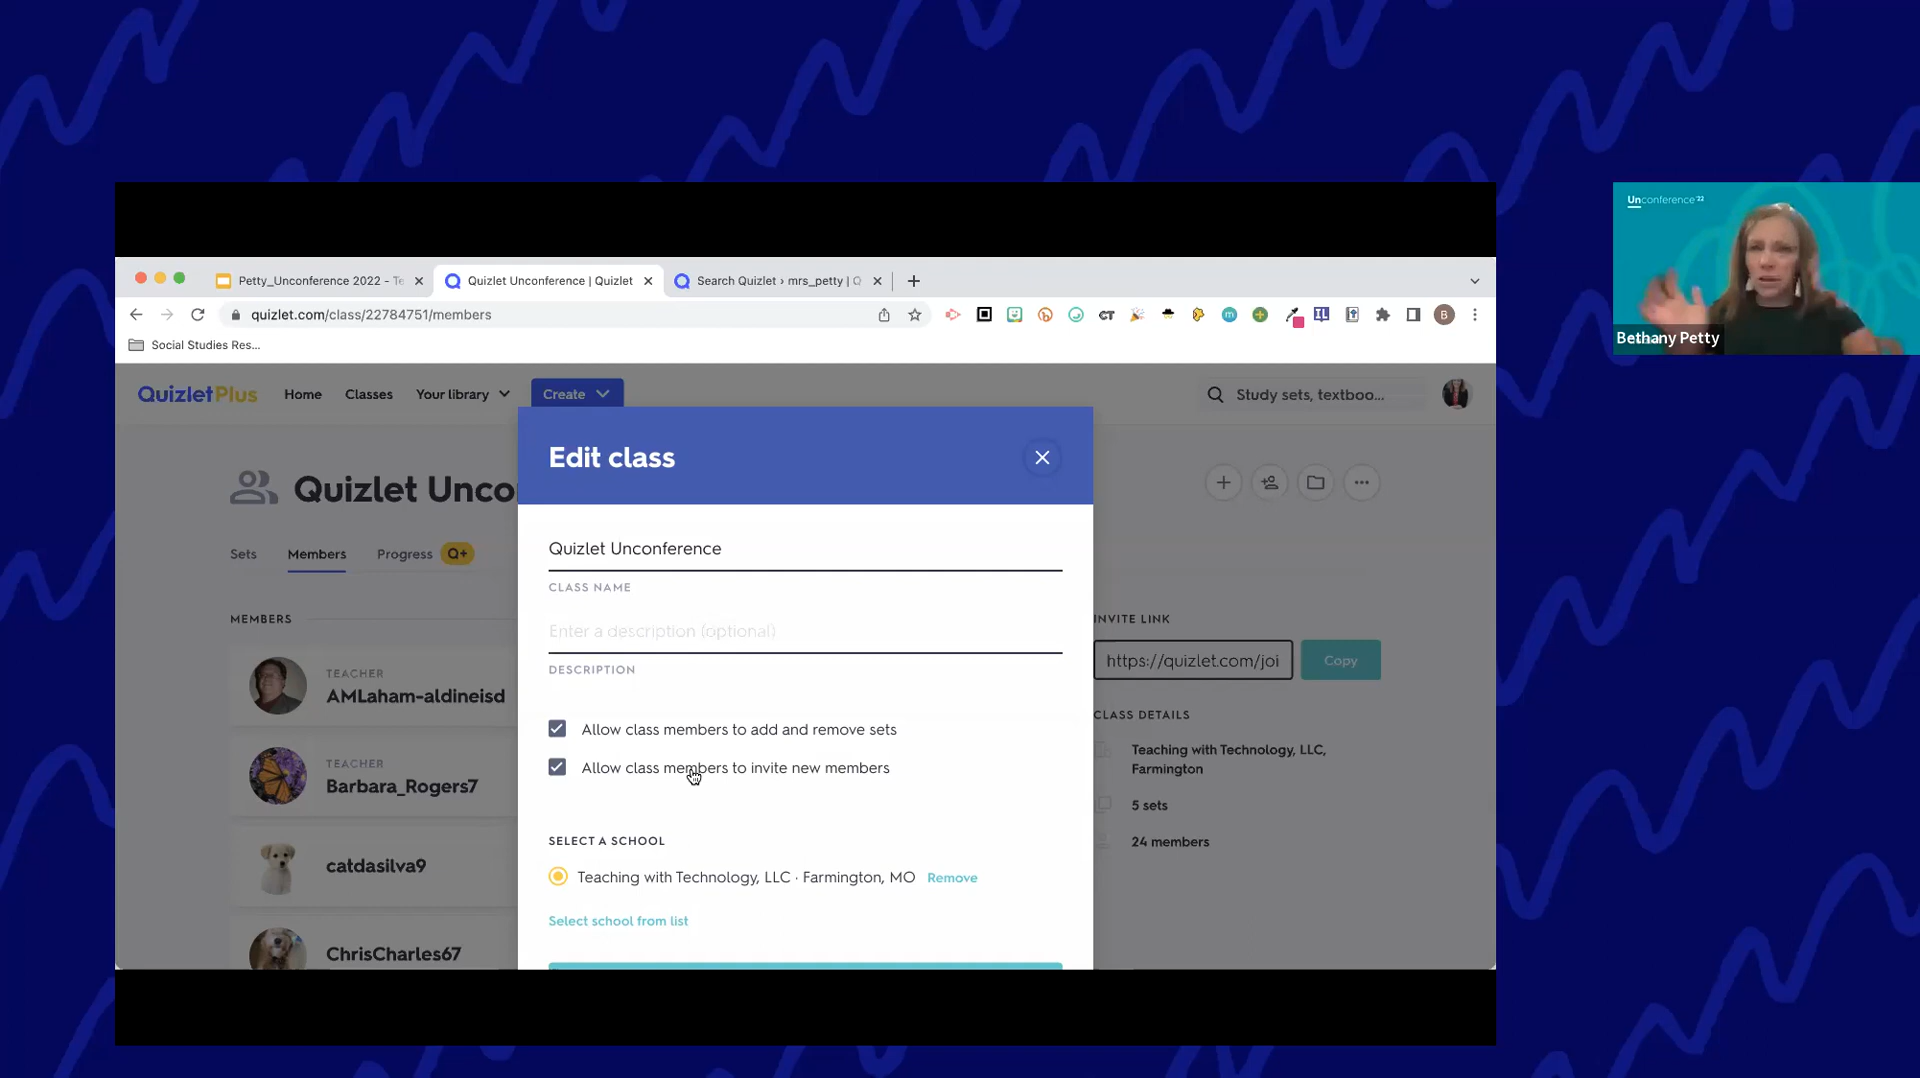 Unconference '22
Bethany Petty
Petty_Unconference 2022 - Te
Quizlet Unconference | Quizlet
Search Quizlet › mrs_petty | Q
quizlet.com/class/22784751/members
CT
IL
B
Social Studies Res...
QuizletPlus
Home
Classes
Your library
Create
Study sets, textboo...
Quizlet Unco
Sets
Members
Progress
Q+
MEMBERS
TEACHER
AMLaham-aldineisd
TEACHER
Barbara_Rogers7
catdasilva9
ChrisCharles67
Edit class
Quizlet Unconference
CLASS NAME
Enter a description (optional)
DESCRIPTION
Allow class members to add and remove sets
Allow class members to invite new members
SELECT A SCHOOL
Teaching with Technology, LLC · Farmington, MO Remove
Select school from list
INVITE LINK
https://quizlet.com/joi
Copy
CLASS DETAILS
Teaching with Technology, LLC,
Farmington
5 sets
24 members